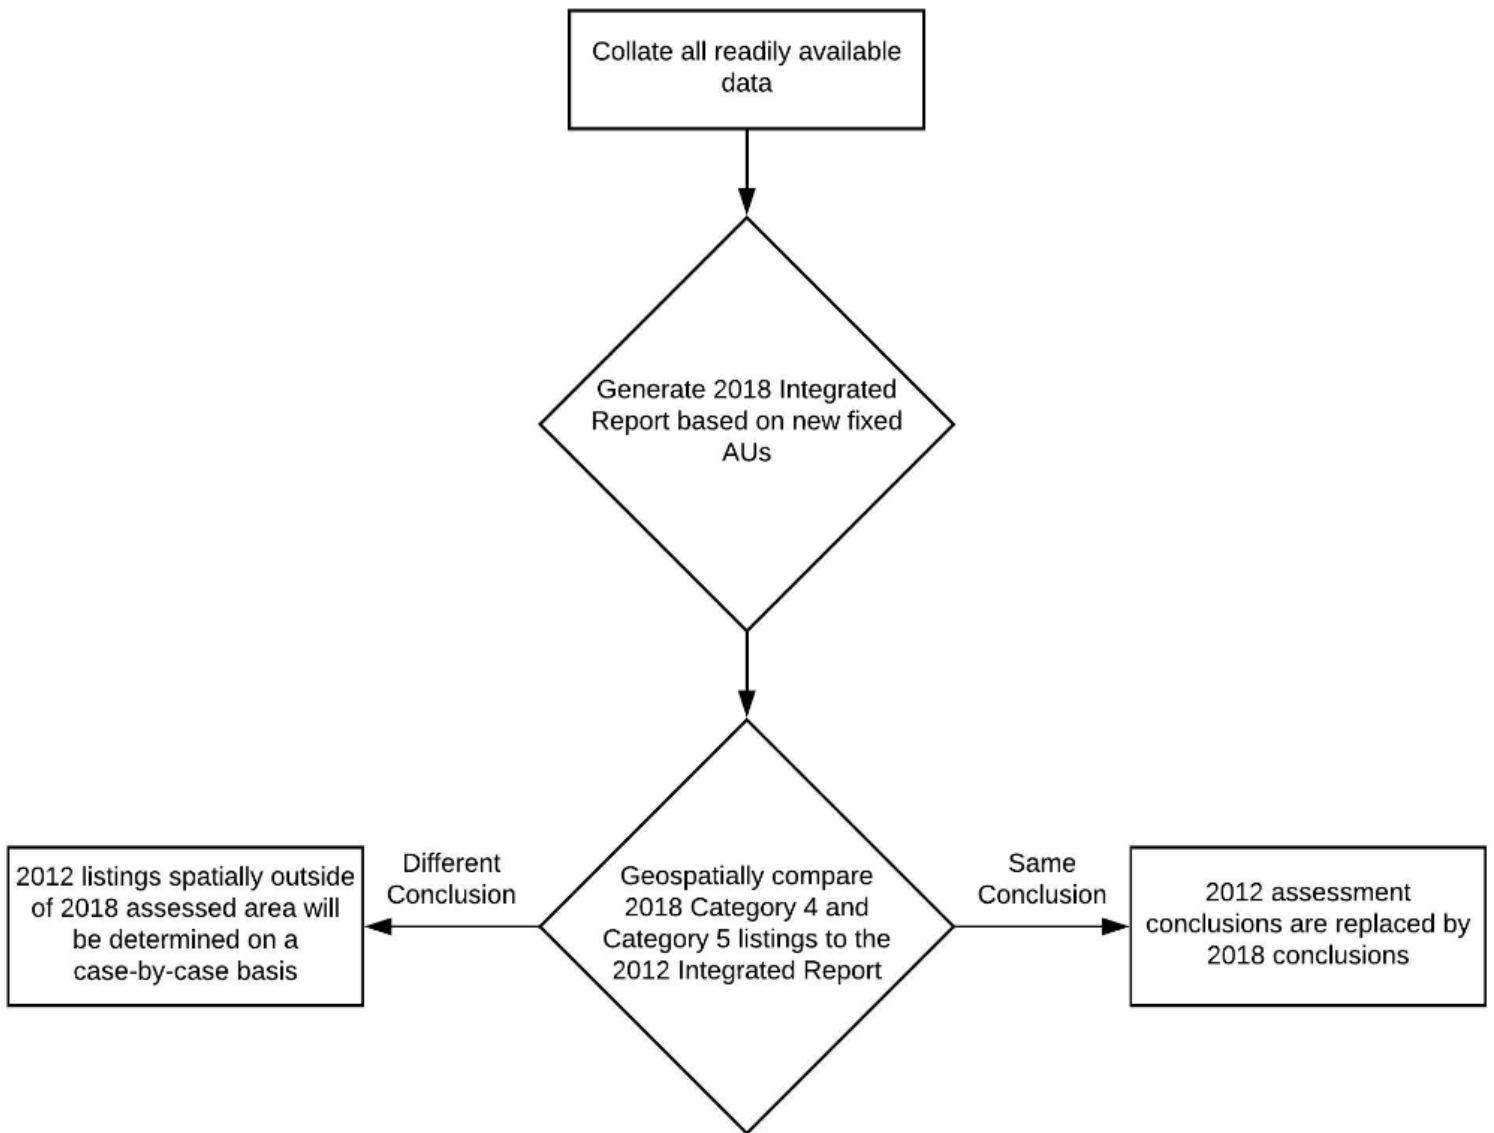 Collate all readily available
data
Generate 2018 Integrated
Report based on new fixed
AUs
Different
Conclusion
Same
Conclusion
2012 listings spatially outside
of 2018 assessed area will
be determined on a
case-by-case basis
Geospatially compare
2018 Category 4 and
Category 5 listings to the
2012 Integrated Report
2012 assessment
conclusions are replaced by
2018 conclusions